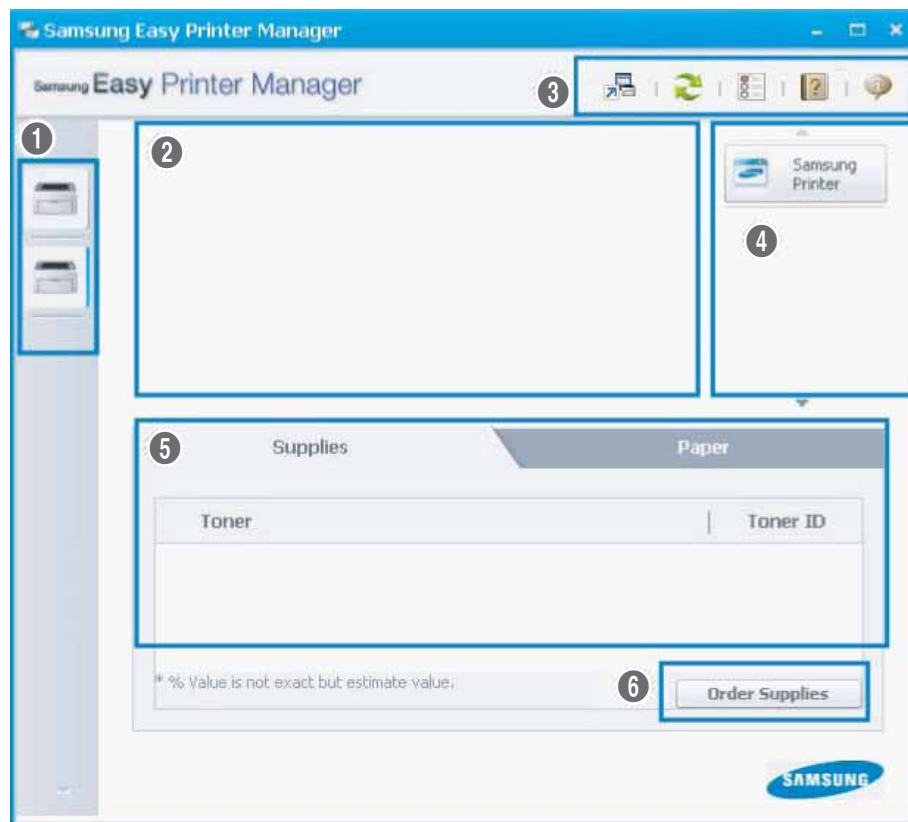 Samsung Easy Printer Manager
Samsung Easy Printer Manager
3
1
2
Samsung
Printer
4
5
Supplies
Paper
Toner
Toner ID
* % Value is not exact but estimate value.
6
Order Supplies
SAMSUNG